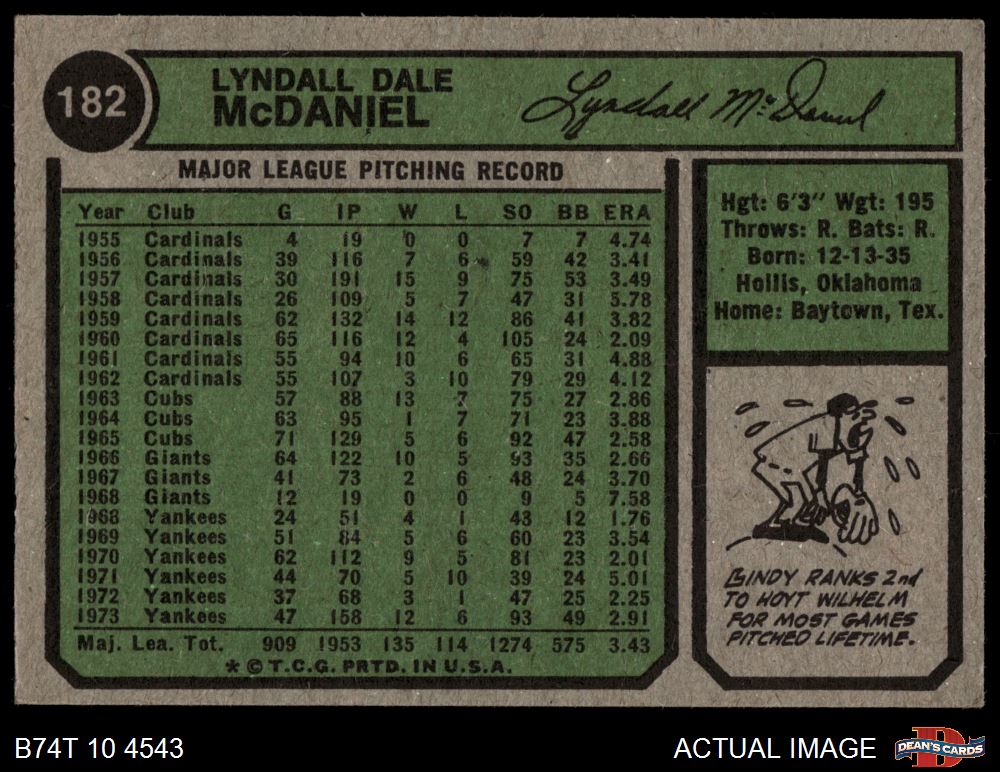 182
LYNDALL DALE
McDANIEL
Lyndall McDaniel
MAJOR LEAGUE PITCHING RECORD
Year Club G IP W L SO BB ERA
1955 Cardinals 4 19 0 0 7 7 4.74
1956 Cardinals 39 116 7 6 59 42 3.41
1957 Cardinals 30 191 15 9 75 53 3.49
1958 Cardinals 26 109 5 7 47 31 5.78
1959 Cardinals 62 132 14 12 86 41 3.82
1960 Cardinals 65 116 12 4 105 24 2.09
1961 Cardinals 55 94 10 6 65 31 4.88
1962 Cardinals 55 107 3 10 79 29 4.12
1963 Cubs 57 88 13 7 75 27 2.86
1964 Cubs 63 95 1 7 71 23 3.88
1965 Cubs 71 129 5 6 92 47 2.58
1966 Giants 64 122 10 5 93 35 2.66
1967 Giants 41 73 2 6 48 24 3.70
1968 Giants 12 19 0 0 9 5 7.58
1968 Yankees 24 51 4 1 43 12 1.76
1969 Yankees 51 84 5 6 60 23 3.54
1970 Yankees 62 112 9 5 81 23 2.01
1971 Yankees 44 70 5 10 39 24 5.01
1972 Yankees 37 68 3 1 47 25 2.25
1973 Yankees 47 158 12 6 93 49 2.91
Maj. Lea. Tot. 909 1953 135 114 1274 575 3.43
* © T.C.G. PRTD. IN U.S.A.
Hgt: 6'3" Wgt: 195
Throws: R. Bats: R.
Born: 12-13-35
Hollis, Oklahoma
Home: Baytown, Tex.
LINDY RANKS 2nd
TO HOYT WILHELM
FOR MOST GAMES
PITCHED LIFETIME.
B74T 10 4543
ACTUAL IMAGE
DEAN'S CARDS